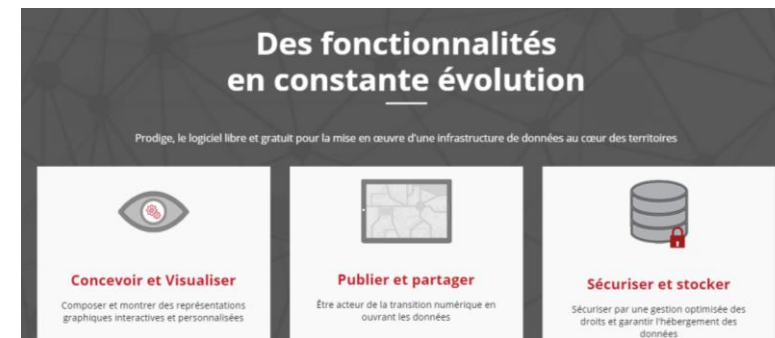 Des fonctionnalités
en constante évolution
Prodige, le logiciel libre et gratuit pour la mise en œuvre d'une infrastructure de données au cœur des territoires
Concevoir et Visualiser
Composer et montrer des représentations
graphiques interactives et personnalisées
Publier et partager
Être acteur de la transition numérique en
ouvrant les données
Sécuriser et stocker
Sécuriser par une gestion optimisée des
droits et garantir l'hébergement des
données